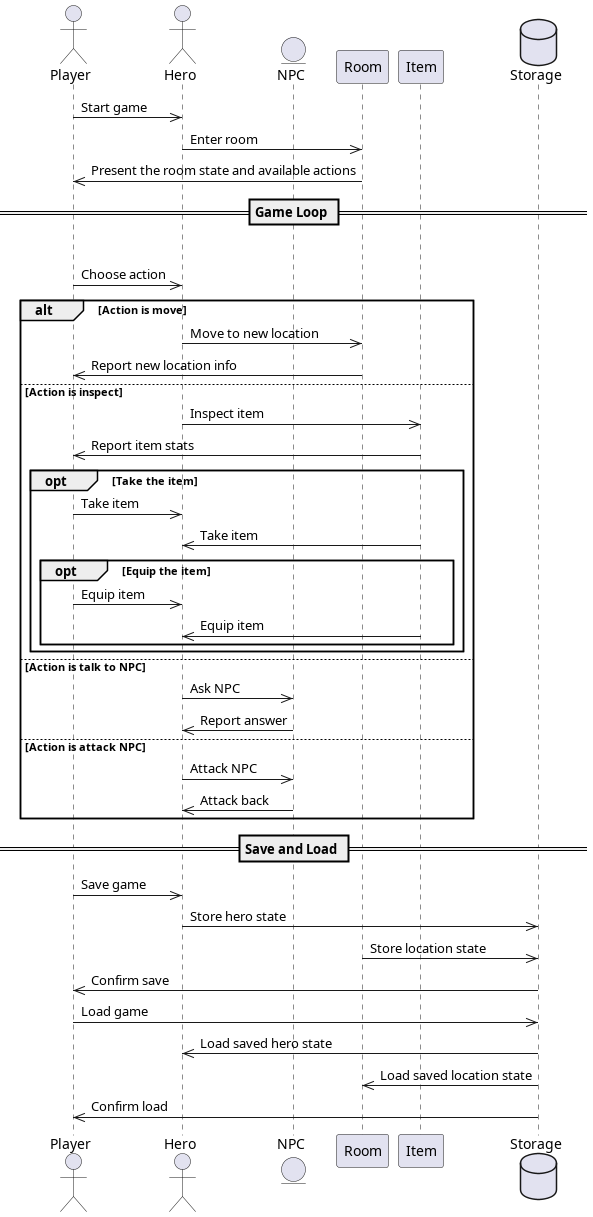 Player Hero NPC Room Item Storage
Start game
Enter room
Present the room state and available actions
Game Loop
Choose action
alt [Action is move]
Move to new location
Report new location info
[Action is inspect]
Inspect item
Report item stats
opt [Take the item]
Take item
Take item
opt [Equip the item]
Equip item
Equip item
[Action is talk to NPC]
Ask NPC
Report answer
[Action is attack NPC]
Attack NPC
Attack back
Save and Load
Save game
Store hero state
Store location state
Confirm save
Load game
Load saved hero state
Load saved location state
Confirm load
Player Hero NPC Room Item Storage